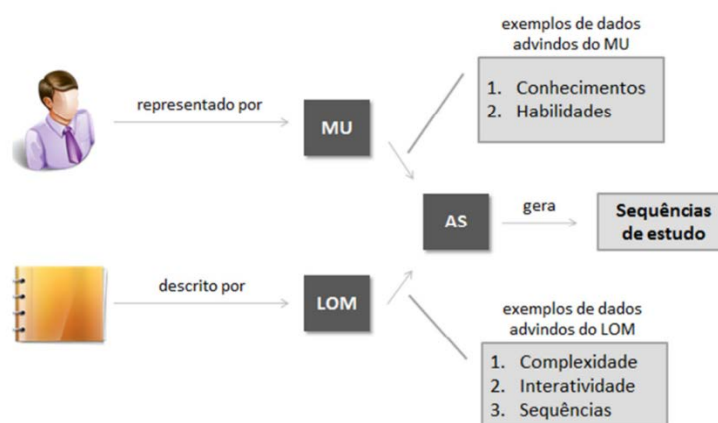 exemplos de dados
advindos do MU
1. Conhecimentos
2. Habilidades
representado por
MU
AS
gera
Sequências
de estudo
descrito por
LOM
exemplos de dados
advindos do LOM
1. Complexidade
2. Interatividade
3. Sequências